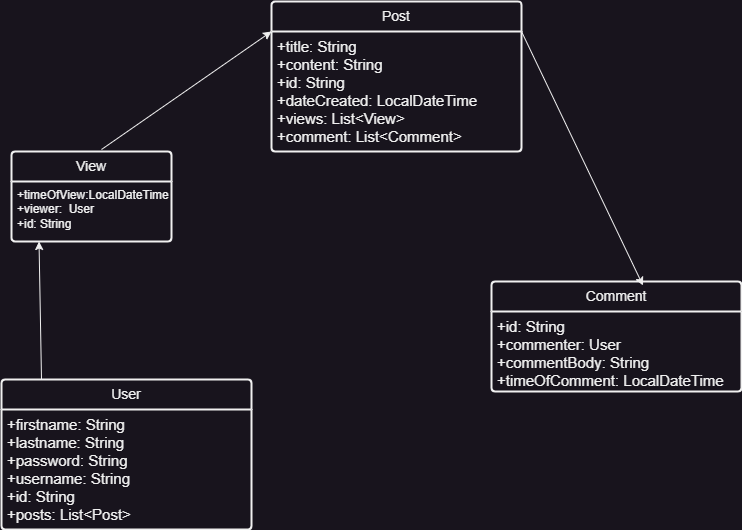 Post
+title: String
+content: String
+id: String
+dateCreated: LocalDateTime
+views: List<View>
+comment: List<Comment>
View
+timeOfView:LocalDateTime
+viewer:  User
+id: String
Comment
+id: String
+commenter: User
+commentBody: String
+timeOfComment: LocalDateTime
User
+firstname: String
+lastname: String
+password: String
+username: String
+id: String
+posts: List<Post>